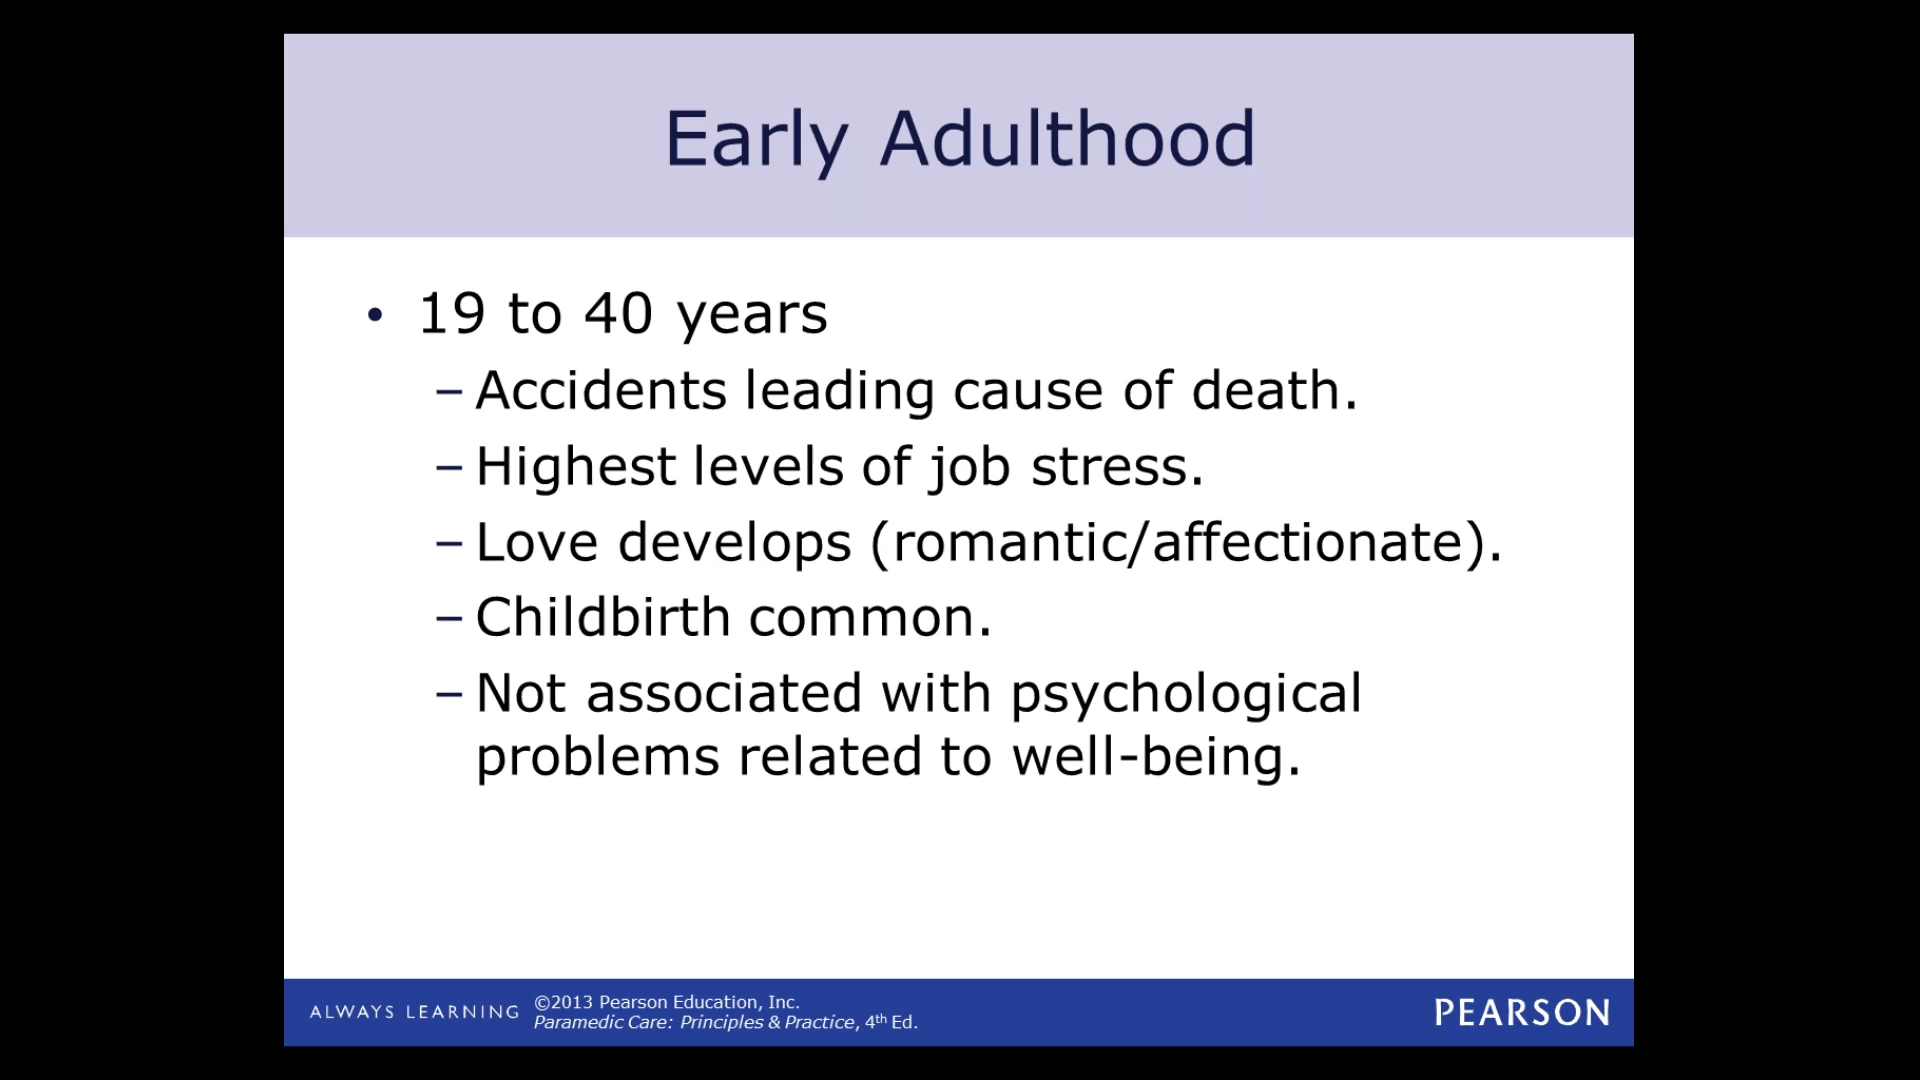 Early Adulthood
• 19 to 40 years
– Accidents leading cause of death.
– Highest levels of job stress.
– Love develops (romantic/affectionate).
– Childbirth common.
– Not associated with psychological
problems related to well-being.
ALWAYS LEARNING
©2013 Pearson Education, Inc.
Paramedic Care: Principles & Practice, 4th Ed.
PEARSON